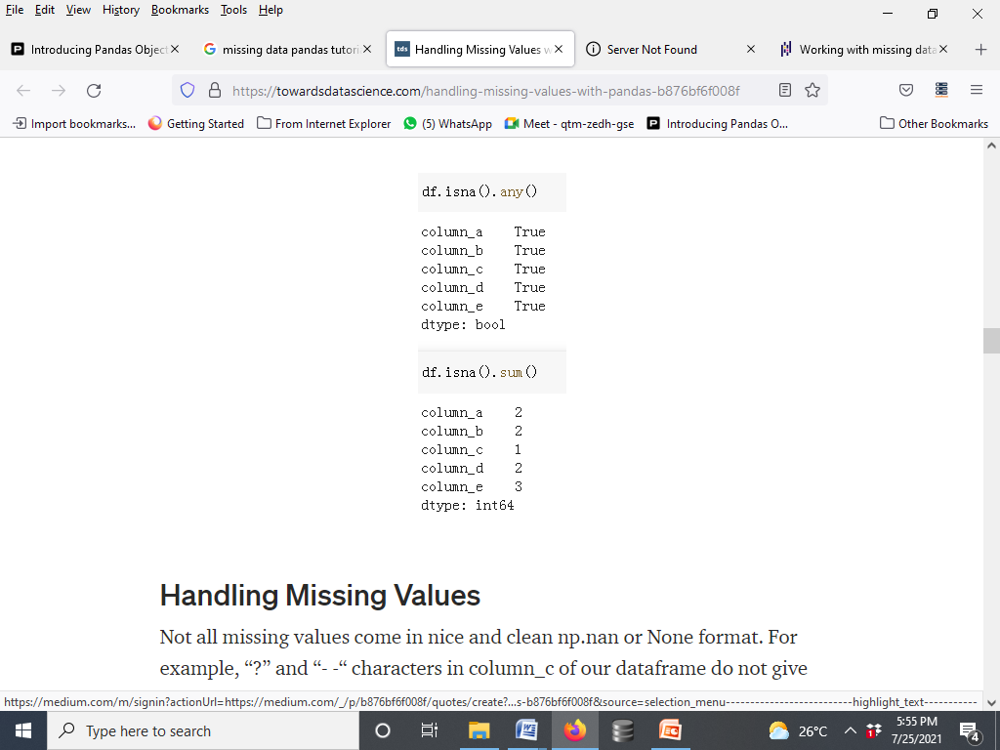 File Edit View History Bookmarks Tools Help
Introducing Pandas Object
missing data pandas tutori
Handling Missing Values w
Server Not Found
Working with missing data
https://towardsdatascience.com/handling-missing-values-with-pandas-b876bf6f008f
Import bookmarks... Getting Started From Internet Explorer (5) WhatsApp Meet - qtm-zedh-gse Introducing Pandas O... Other Bookmarks
df.isna().any()
column_a True
column_b True
column_c True
column_d True
column_e True
dtype: bool
df.isna().sum()
column_a 2
column_b 2
column_c 1
column_d 2
column_e 3
dtype: int64
Handling Missing Values
Not all missing values come in nice and clean np.nan or None format. For
example, “?” and “- -“ characters in column_c of our dataframe do not give
https://medium.com/m/signin?actionUrl=https://medium.com/_/p/b876bf6f008f/quotes/create?...s-b876bf6f008f&source=selection_menu--------------------------highlight_text-----------
Type here to search
26°C
1
5:55 PM
7/25/2021
4